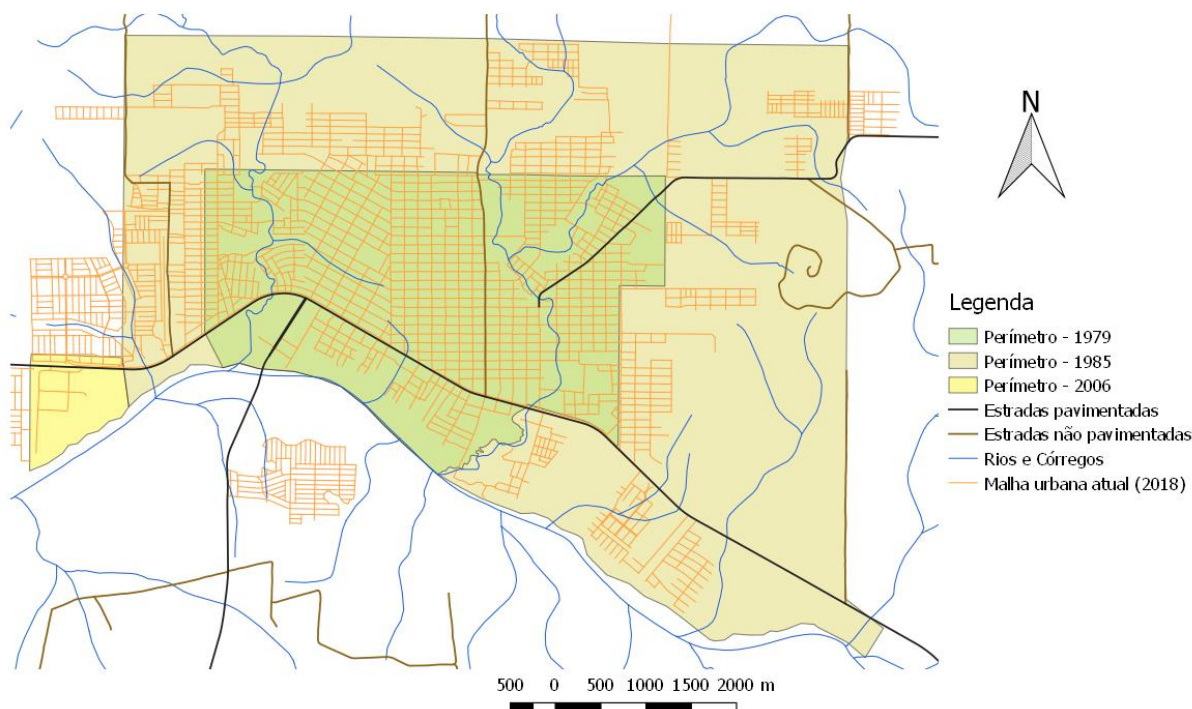 N
Legenda
Perímetro - 1979
Perímetro - 1985
Perímetro - 2006
Estradas pavimentadas
Estradas não pavimentadas
Rios e Córregos
Malha urbana atual (2018)
500 0 500 1000 1500 2000 m